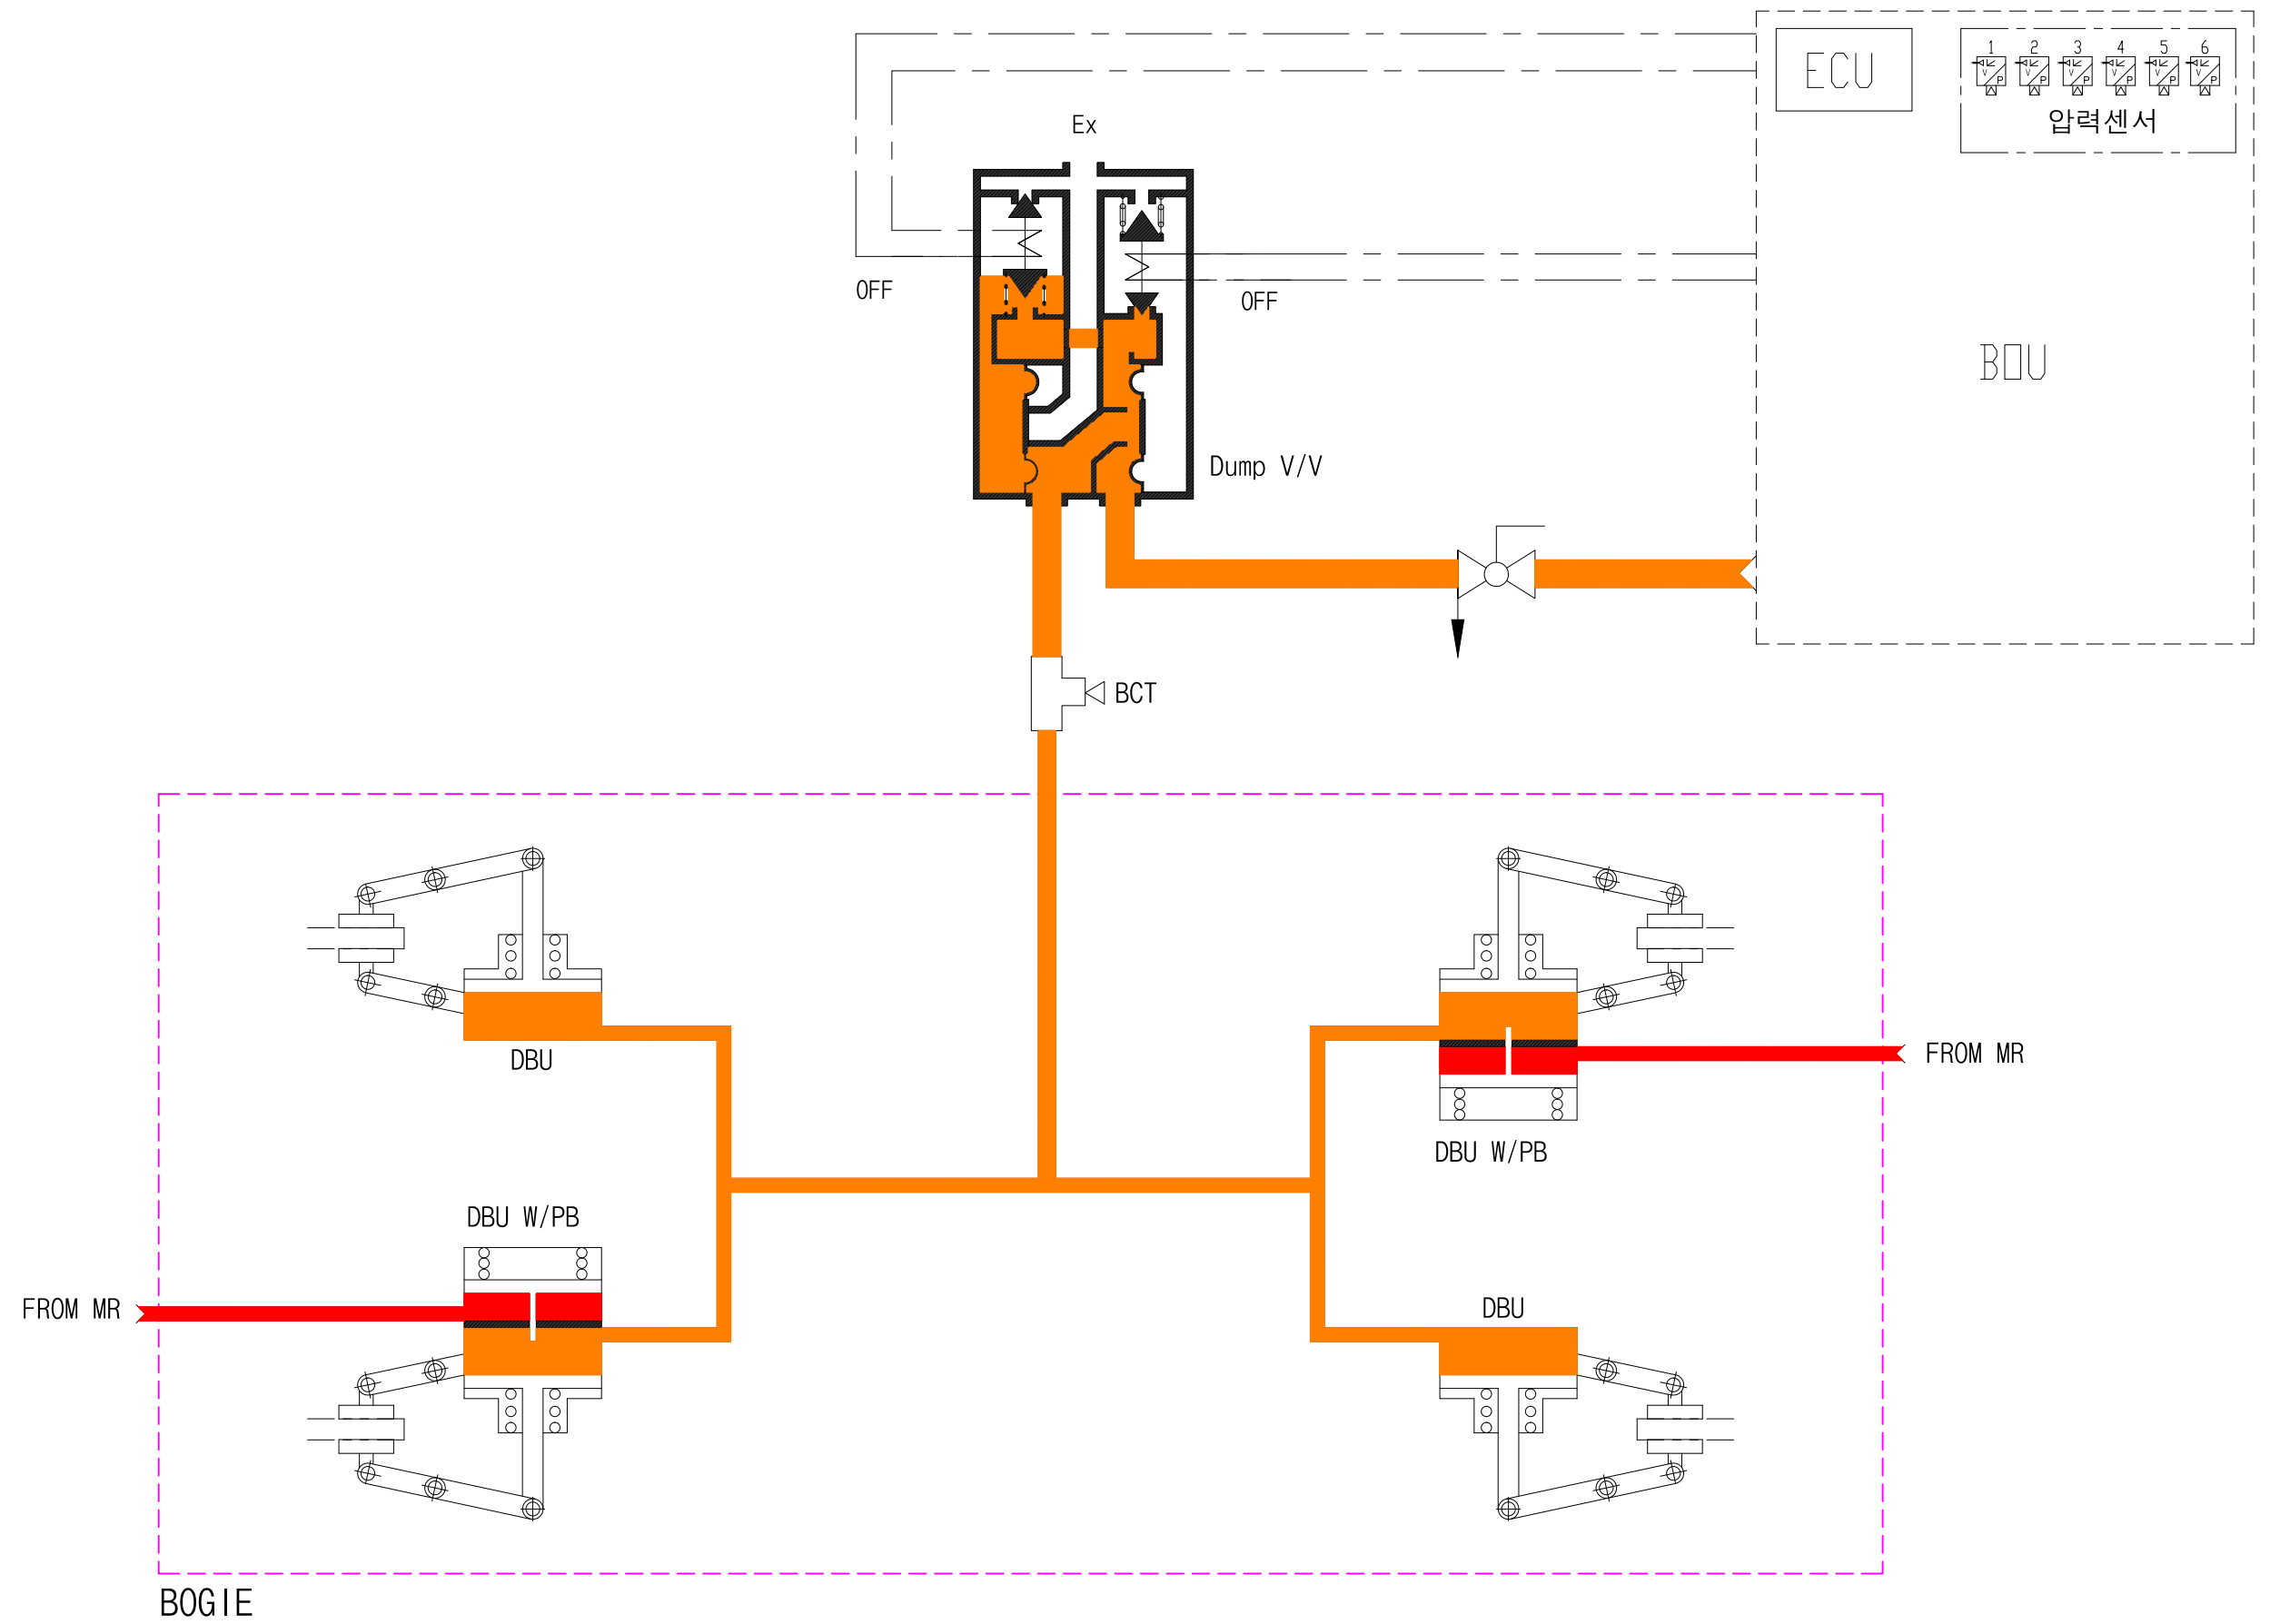 ECU
1 2 3 4 5 6
V P V P V P V P V P V P
압력센서
Ex
OFF
OFF
BOU
Dump V/V
BCT
DBU
FROM MR
DBU W/PB
DBU W/PB
FROM MR
DBU
BOGIE